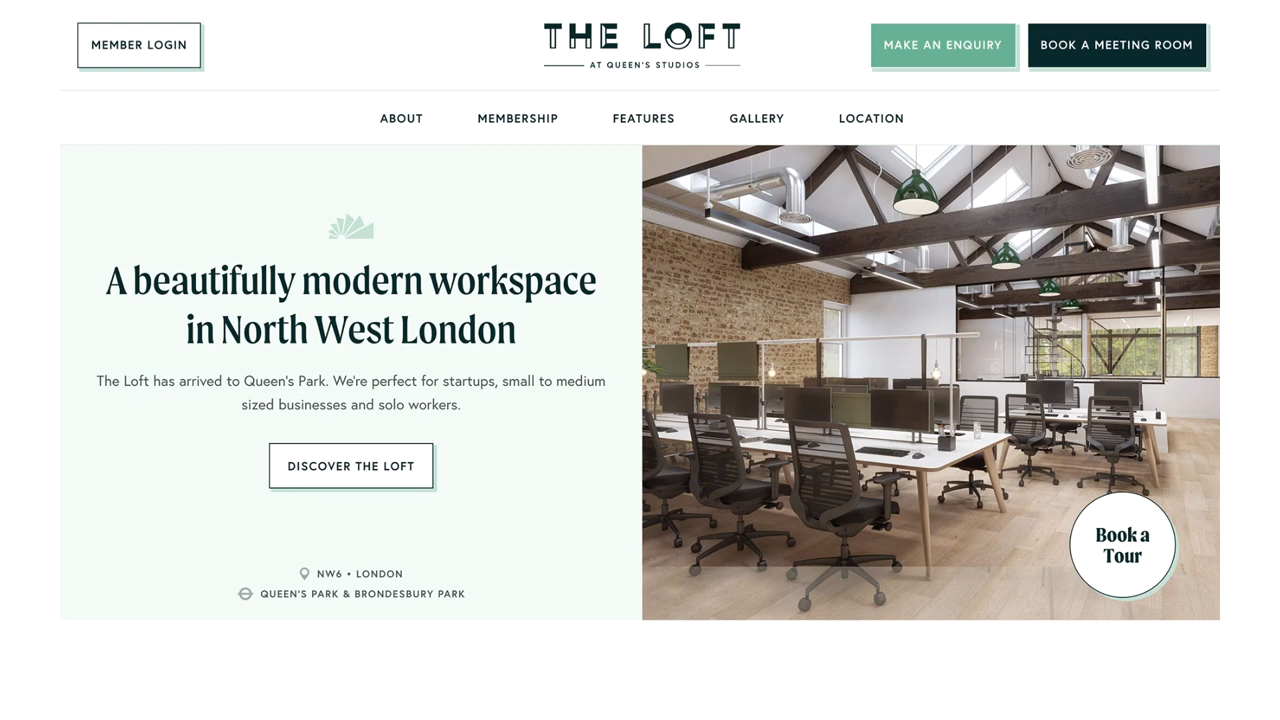 MEMBER LOGIN
THE LOFT
AT QUEEN'S STUDIOS
MAKE AN ENQUIRY
BOOK A MEETING ROOM
ABOUT
MEMBERSHIP
FEATURES
GALLERY
LOCATION
A beautifully modern workspace
in North West London
The Loft has arrived to Queen's Park. We're perfect for startups, small to medium
sized businesses and solo workers.
DISCOVER THE LOFT
NW6 • LONDON
QUEEN'S PARK & BRONDESBURY PARK
Book a
Tour